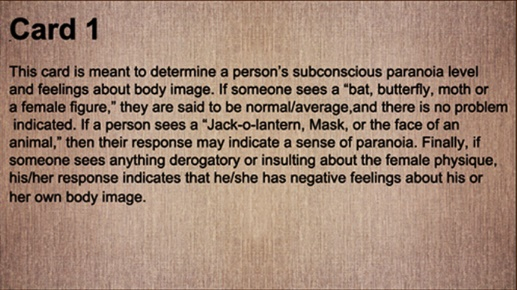 Card 1
This card is meant to determine a person's subconscious paranoia level
and feelings about body image. If someone sees a “bat, butterfly, moth or
a female figure,” they are said to be normal/average,and there is no problem
indicated. If a person sees a “Jack-o-lantern, Mask, or the face of an
animal,” then their response may indicate a sense of paranoia. Finally, if
someone sees anything derogatory or insulting about the female physique,
his/her response indicates that he/she has negative feelings about his or
her own body image.